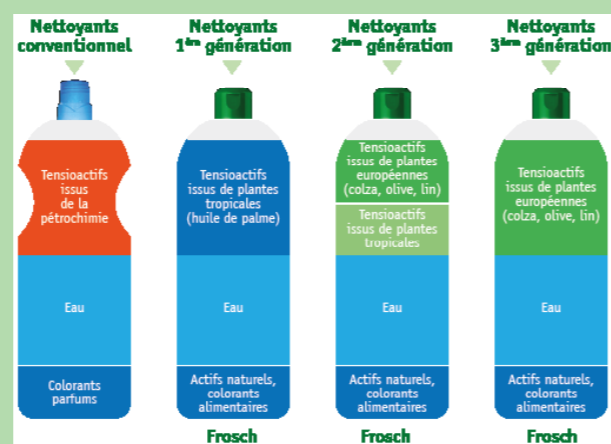 Nettoyants
conventionnel
Nettoyants
1ère génération
Nettoyants
2ème génération
Nettoyants
3ème génération
Tensioactifs
issus
de la
pétrochimie
Eau
Colorants
parfums
Tensioactifs
issus de plantes
tropicales
(huile de palme)
Eau
Actifs naturels,
colorants
alimentaires
Frosch
Tensioactifs
issus de plantes
européennes
(colza, olive, lin)
Tensioactifs
issus de plantes
tropicales
Eau
Actifs naturels,
colorants
alimentaires
Frosch
Tensioactifs
issus de plantes
européennes
(colza, olive, lin)
Eau
Actifs naturels,
colorants
alimentaires
Frosch